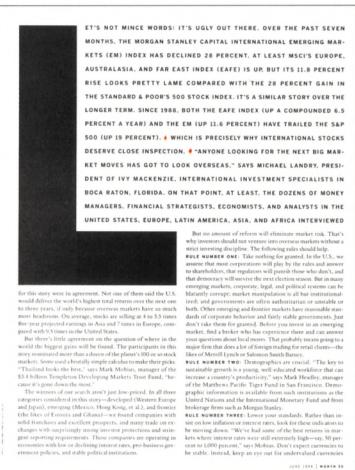 ET'S NOT MINCE WORDS: IT'S UGLY OUT THERE. OVER THE PAST SEVEN
MONTHS, THE MORGAN STANLEY CAPITAL INTERNATIONAL EMERGING MAR-
KETS (EM) INDEX HAS DECLINED 28 PERCENT. AT LEAST MSCI'S EUROPE,
AUSTRALASIA, AND FAR EAST INDEX (EAFE) IS UP. BUT ITS 11.8 PERCENT
RISE LOOKS PRETTY LAME COMPARED WITH THE 28 PERCENT GAIN IN
THE STANDARD & POOR'S 500 STOCK INDEX. IT'S A SIMILAR STORY OVER THE
LONGER TERM. SINCE 1988, BOTH THE EAFE INDEX (UP A COMPOUNDED 6.5
PERCENT A YEAR) AND THE EM (UP 11.6 PERCENT) HAVE TRAILED THE S&P
500 (UP 19 PERCENT). WHICH IS PRECISELY WHY INTERNATIONAL STOCKS
DESERVE CLOSE INSPECTION. "ANYONE LOOKING FOR THE NEXT BIG MAR-
KET MOVES HAS GOT TO LOOK OVERSEAS," SAYS MICHAEL LANDRY, PRESI-
DENT OF IVY MACKENZIE, INTERNATIONAL INVESTMENT SPECIALISTS IN
BOCA RATON, FLORIDA. ON THAT POINT, AT LEAST, THE DOZENS OF MONEY
MANAGERS, FINANCIAL STRATEGISTS, ECONOMISTS, AND ANALYSTS IN THE
UNITED STATES, EUROPE, LATIN AMERICA, ASIA, AND AFRICA INTERVIEWED
for this story were in agreement. Not one of them said the U.S.
would deliver the world's highest total returns over the next one
to three years, if only because overseas markets have so much
more headroom. On average, stocks are selling at
five-year projected earnings in Asia and 7 times in Europe, com-
pared with 9.8 times in the United States.
But there's little agreement on the question of where in the
world the biggest gains will be found. The participants in this
story nominated more than a dozen of the planet's 100 or so stock
markets. Some used a brutally simple calculus to make their picks.
"Thailand looks the best," says Mark Mobius, manager of the
Templeton Developing Markets Trust Fund, "be-
cause it's gone down the most."
The winners of our search aren't just low-priced. In all three
categories considered in this story—developed (Western Europe
and Japan), emerging (Mexico, Hong Kong, et al.), and frontier
(the likes of Estonia and Ghana)—we found companies with
solid franchises and excellent prospects, and many trade on ex-
changes with surprisingly strong investor protections and strin-
gent reporting requirements. These companies are operating in
economies with low or declining interest rates, pro-business gov-
ernment policies, and stable political institutions.
But no amount of reform will eliminate market risk. That's
why investors should not venture into overseas markets without a
strict investing discipline. The following rules should help.
RULE NUMBER ONE: Take nothing for granted. In the U.S., we
assume that most corporations will play by the rules and answer
to shareholders, that regulators will punish those who don't, and
that democracy will survive the next election season. But in many
emerging markets, corporate, legal, and political systems can be
blatantly corrupt; market manipulation is all but institutional-
ized; and governments are often authoritarian or unstable or
both. Other emerging and frontier markets have reasonable stan-
dards of corporate behavior and fairly stable governments. Just
don't take them for granted. Before you invest in an emerging
market, find a broker who has experience there and can answer
your questions about local mores. That probably means going to a
major firm that does a lot of foreign trading for retail clients—the
likes of Merrill Lynch or Salomon Smith Barney.
RULE NUMBER TWO: Demographics are crucial. "The key to
sustainable growth is a young, well-educated workforce that can
increase a country's productivity," says Mark Headley, manager
of the Matthews Pacific Tiger Fund in San Francisco. Demo-
graphic information is available from such institutions as the
United Nations and the International Monetary Fund and from
brokerage firms such as Morgan Stanley.
RULE NUMBER THREE: Lower your standards. Rather than in-
sist on low inflation or interest rates, look for these indicators to
be moving down. "We've had some of the best returns in mar-
kets where interest rates were still extremely high—say, 50 per-
cent to 1,000 percent," says Mobius. Don't expect currencies to
be stable. Instead, keep an eye out for undervalued currencies
JUNE 1998 | WORTH